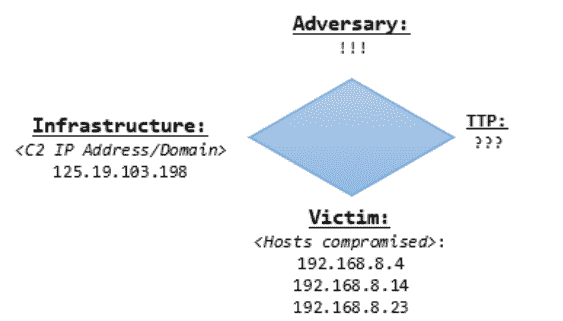 Adversary:
!!!
Infrastructure:
<C2 IP Address/Domain>
125.19.103.198
TTP:
???
Victim:
<Hosts compromised>:
192.168.8.4
192.168.8.14
192.168.8.23